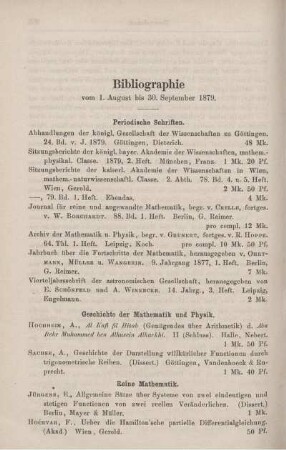 Bibliographie
vom 1. August bis 30. September 1879.
Periodische Schriften.
Abhandlungen der königl. Gesellschaft der Wissenschaften zu Göttingen.
24. Bd. v. J. 1879. Göttingen, Dieterich. 48 Mk.
Sitzungsberichte der königl. bayer. Akademie der Wissensch., mathem.-
physikal. Classe. 1879, 2. Heft. München, Franz. 1 Mk. 20 Pf.
Sitzungsberichte der kaiserl. Akademie der Wissensch. in Wien,
mathem.-naturwissenschaftl. Classe. 2. Abth. 78. Bd. 4. u. 5. Heft.
Wien, Gerold. 2 Mk. 50 Pf.
—, 79. Bd. 1. Heft. Ebendas. 4 Mk.
Journal für reine und angewandte Mathematik, begr. v. CRELLE, fortges.
v. W. BORCHARDT. 88. Bd. 1. Heft. Berlin, G. Reimer.
pro compl. 12 Mk.
Archiv der Mathematik u. Physik, begr. v. GRUNERT, fortges. v. R. HOPPE.
64. Thl. 1. Heft. Leipzig, Koch. pro compl. 10 Mk. 50 Pf.
Jahrbuch über die Fortschritte der Mathematik, herausgegeben v. OHRT-
MANN, MÜLLER u. WANGERIN. 9. Jahrgang 1877, 1. Heft. Berlin,
G. Reimer. 7 Mk.
Vierteljahrsschrift der astronomischen Gesellschaft, herausgegeben von
E. SCHÖNFELD und A. WINNECKE. 14. Jahrg., 3. Heft. Leipzig,
Engelmann. 2 Mk.
Geschichte der Mathematik und Physik.
HOCHHEIM, A., Al Kafi fil Hisab (Genügendes über Arithmetik) d. Abu
Bekr Muhammed ben Alhusein Alkarkhi. II (Schluss). Halle, Nebert.
1 Mk. 50 Pf.
SACHSE, A., Geschichte der Darstellung willkürlicher Functionen durch
trigonometrische Reihen. (Dissert.) Göttingen, Vandenhoeck &
Ruprecht. 1 Mk. 40 Pf.
Reine Mathematik.
JÜRGENS, E., Allgemeine Sätze über Systeme von zwei eindeutigen und
stetigen Functionen von zwei reellen Veränderlichen. (Dissert.)
Berlin, Mayer & Müller. 1 Mk.
HOČEVAR, F. Ueber die Hamilton'sche partielle Differentialgleichung.
(Akad.) Wien, Gerold. 50 Pf.